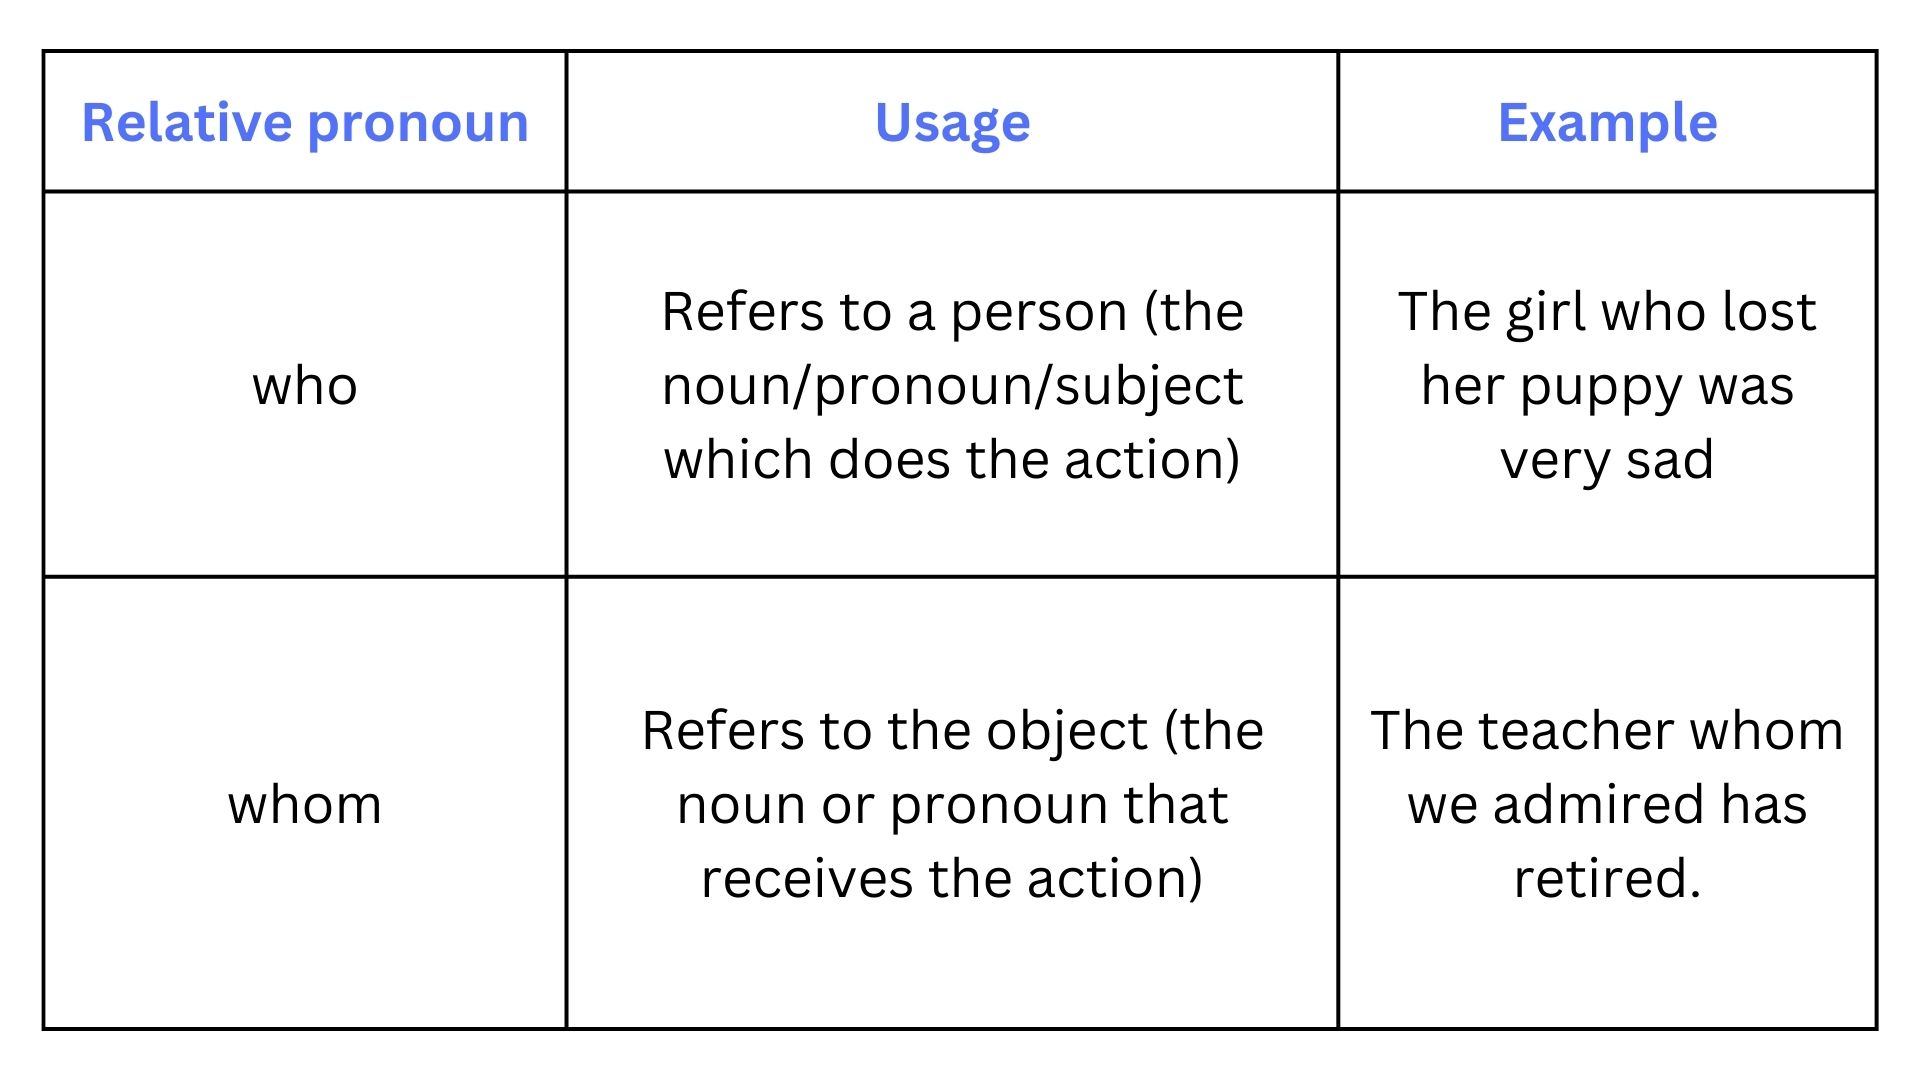 Relative pronoun
Usage
Example
who
Refers to a person (the
noun/pronoun/subject
which does the action)
The girl who lost
her puppy was
very sad
whom
Refers to the object (the
noun or pronoun that
receives the action)
The teacher whom
we admired has
retired.